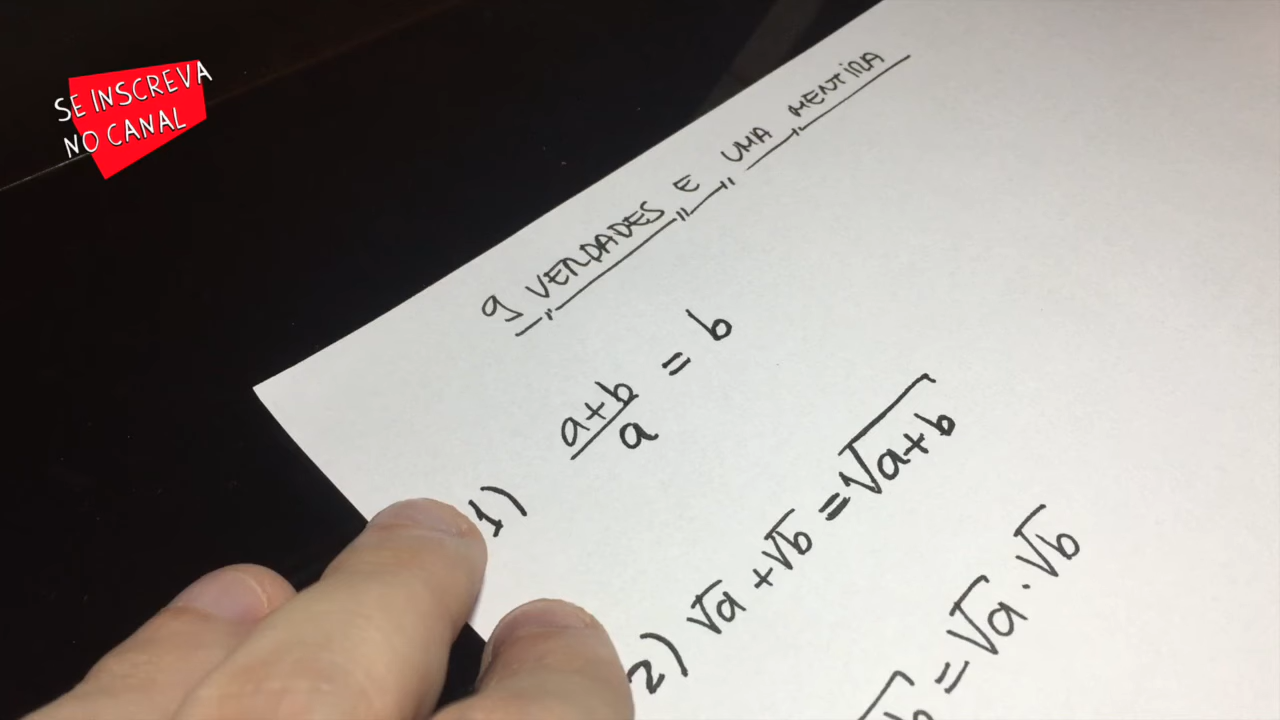 SE INSCREVA
NO CANAL
9 VERDADES E UMA MENTIRA
1) a+b/a = b
2) √a + √b = √a+b
b = √a · √b